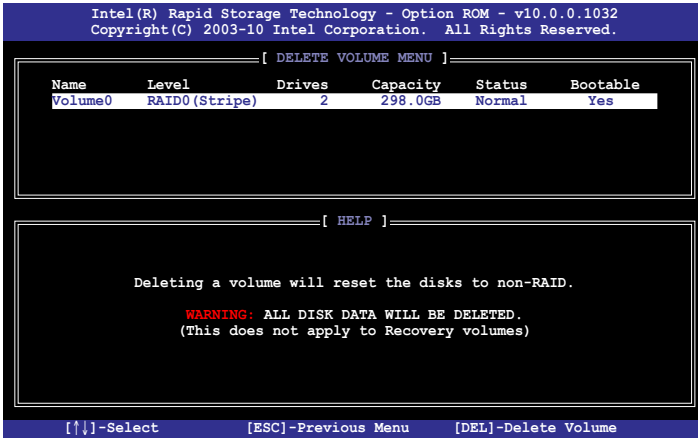 Intel(R) Rapid Storage Technology - Option ROM - v10.0.0.1032
Copyright(C) 2003-10 Intel Corporation. All Rights Reserved.
[ DELETE VOLUME MENU ]
Name Level Drives Capacity Status Bootable
Volume0 RAID0(Stripe) 2 298.0GB Normal Yes
[ HELP ]
Deleting a volume will reset the disks to non-RAID.
WARNING: ALL DISK DATA WILL BE DELETED.
(This does not apply to Recovery volumes)
[↑↓]-Select [ESC]-Previous Menu [DEL]-Delete Volume